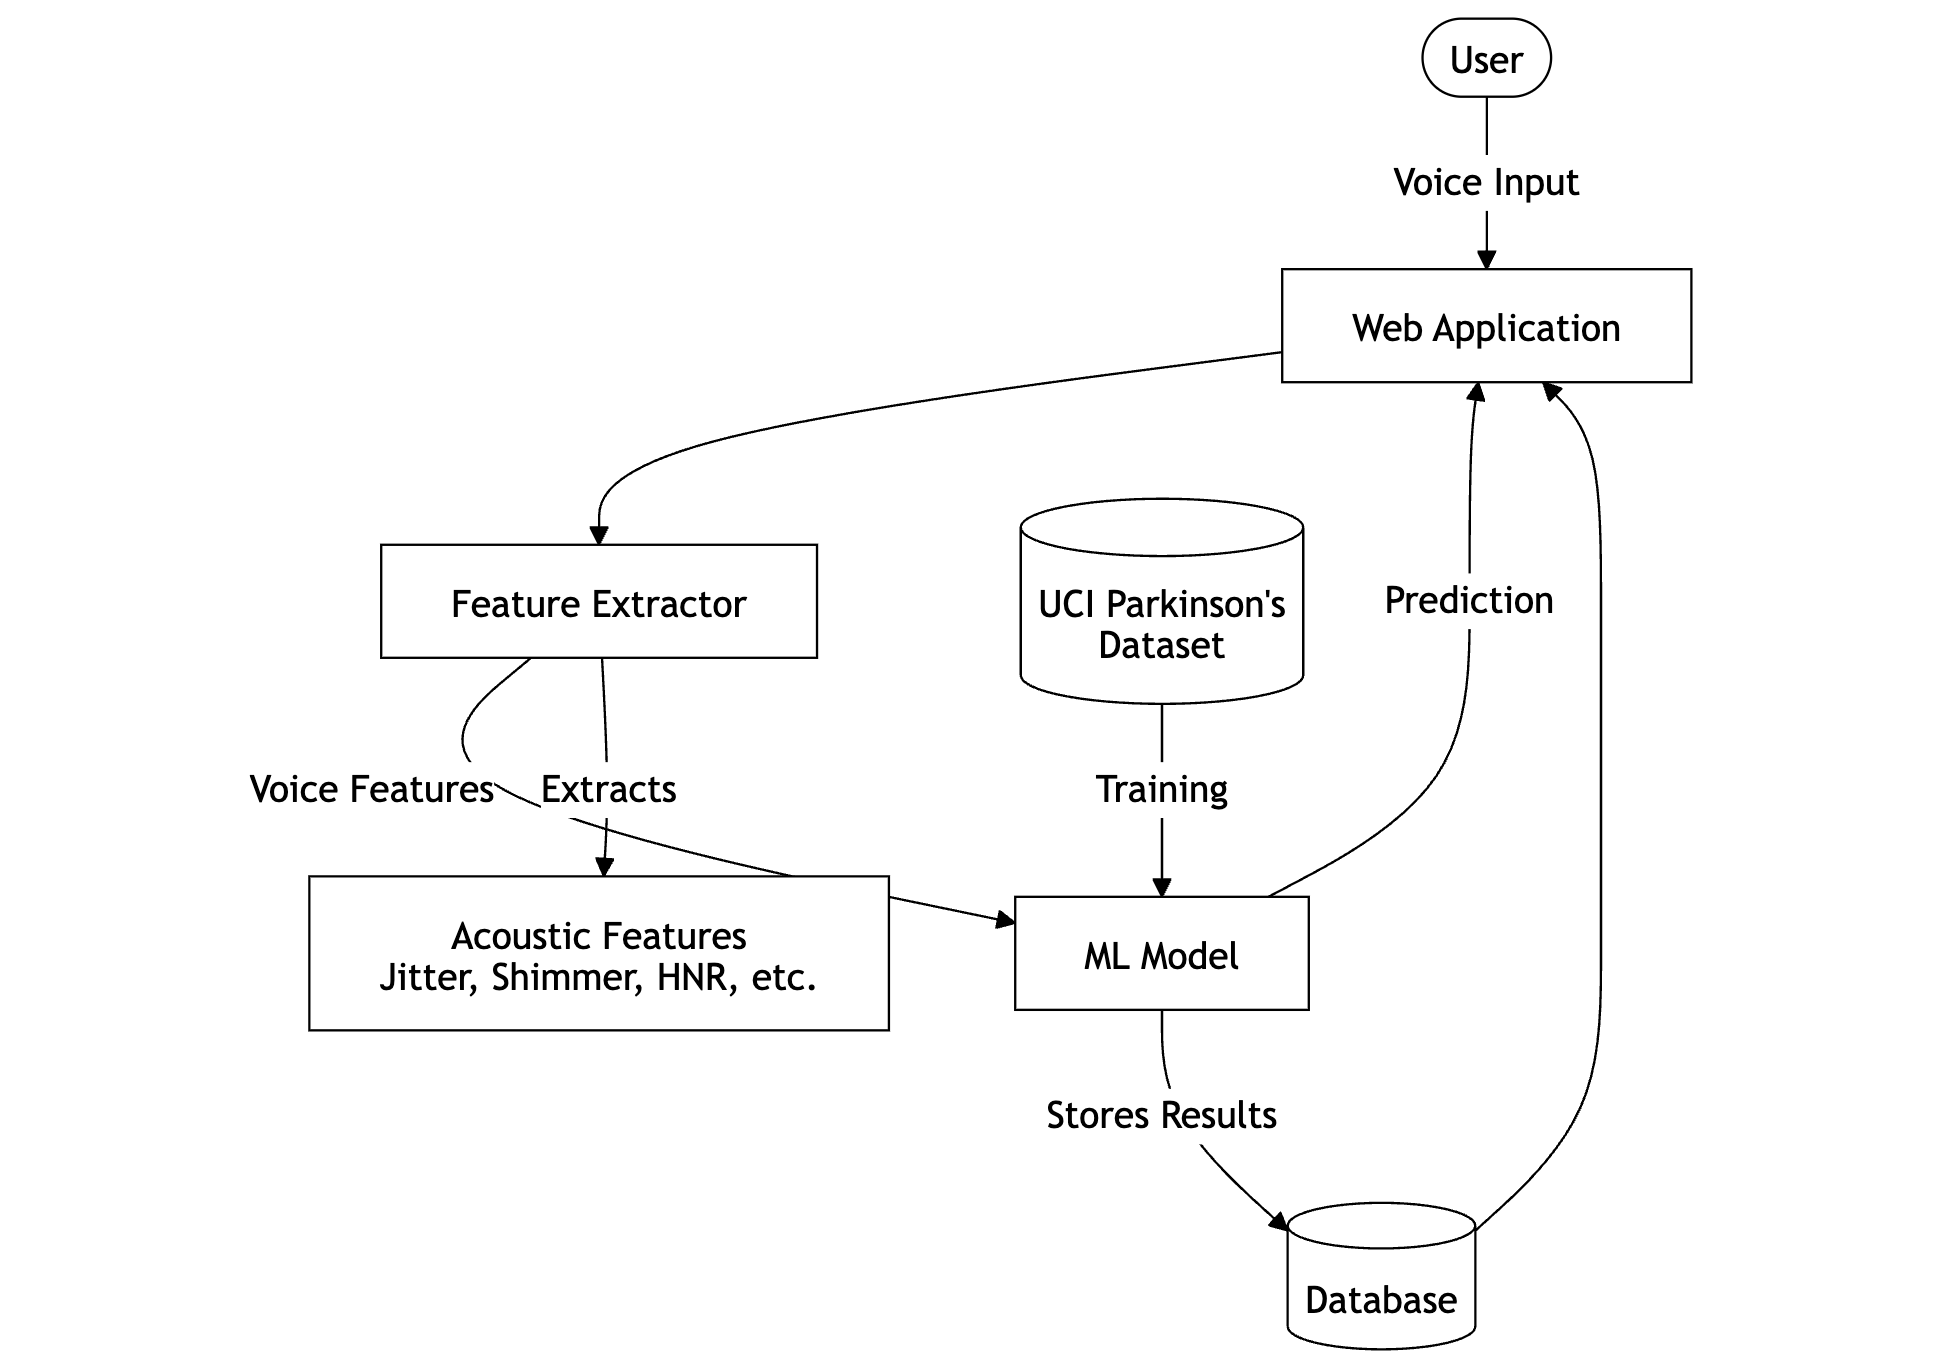 User
Voice Input
Web Application
Feature Extractor
UCI Parkinson's
Dataset
Prediction
Voice Features
Extracts
Training
Acoustic Features
Jitter, Shimmer, HNR, etc.
ML Model
Stores Results
Database